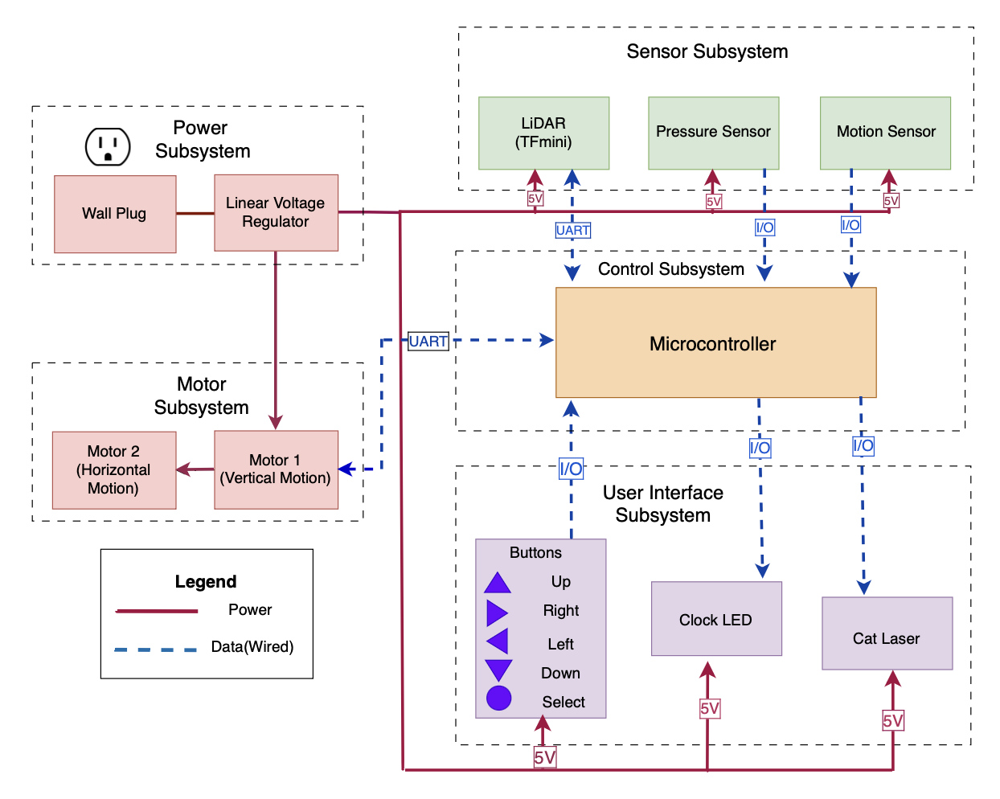 Sensor Subsystem
LiDAR
(TFmini)
Pressure Sensor
Motion Sensor
5V
5V
5V
UART
I/O
I/O
Power
Subsystem
Wall Plug
Linear Voltage
Regulator
Control Subsystem
Microcontroller
UART
Motor
Subsystem
Motor 2
(Horizontal
Motion)
Motor 1
(Vertical Motion)
I/O
I/O
I/O
User Interface
Subsystem
Buttons
Up
Right
Left
Down
Select
Clock LED
Cat Laser
5V
5V
5V
Legend
Power
Data(Wired)